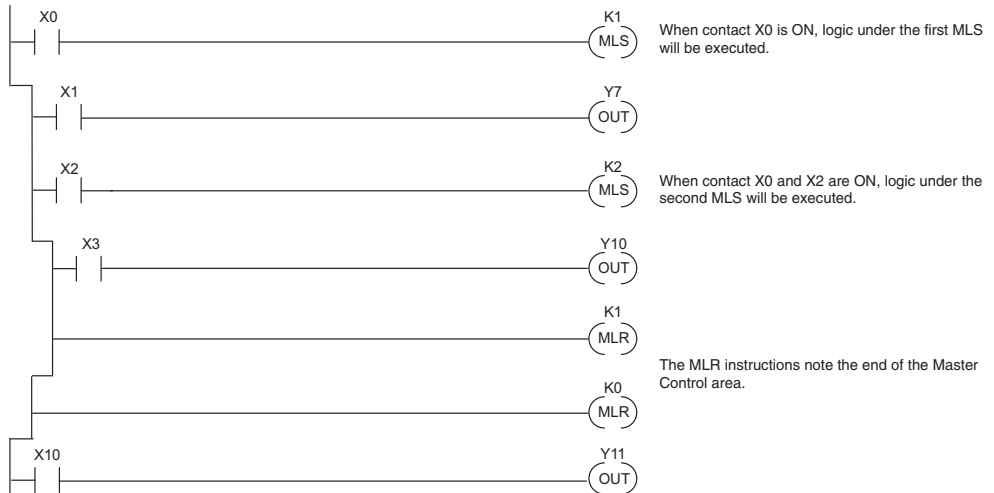 X0
K1
MLS
When contact X0 is ON, logic under the first MLS
will be executed.
X1
Y7
OUT
X2
K2
MLS
When contact X0 and X2 are ON, logic under the
second MLS will be executed.
X3
Y10
OUT
K1
MLR
The MLR instructions note the end of the Master
Control area.
K0
MLR
X10
Y11
OUT